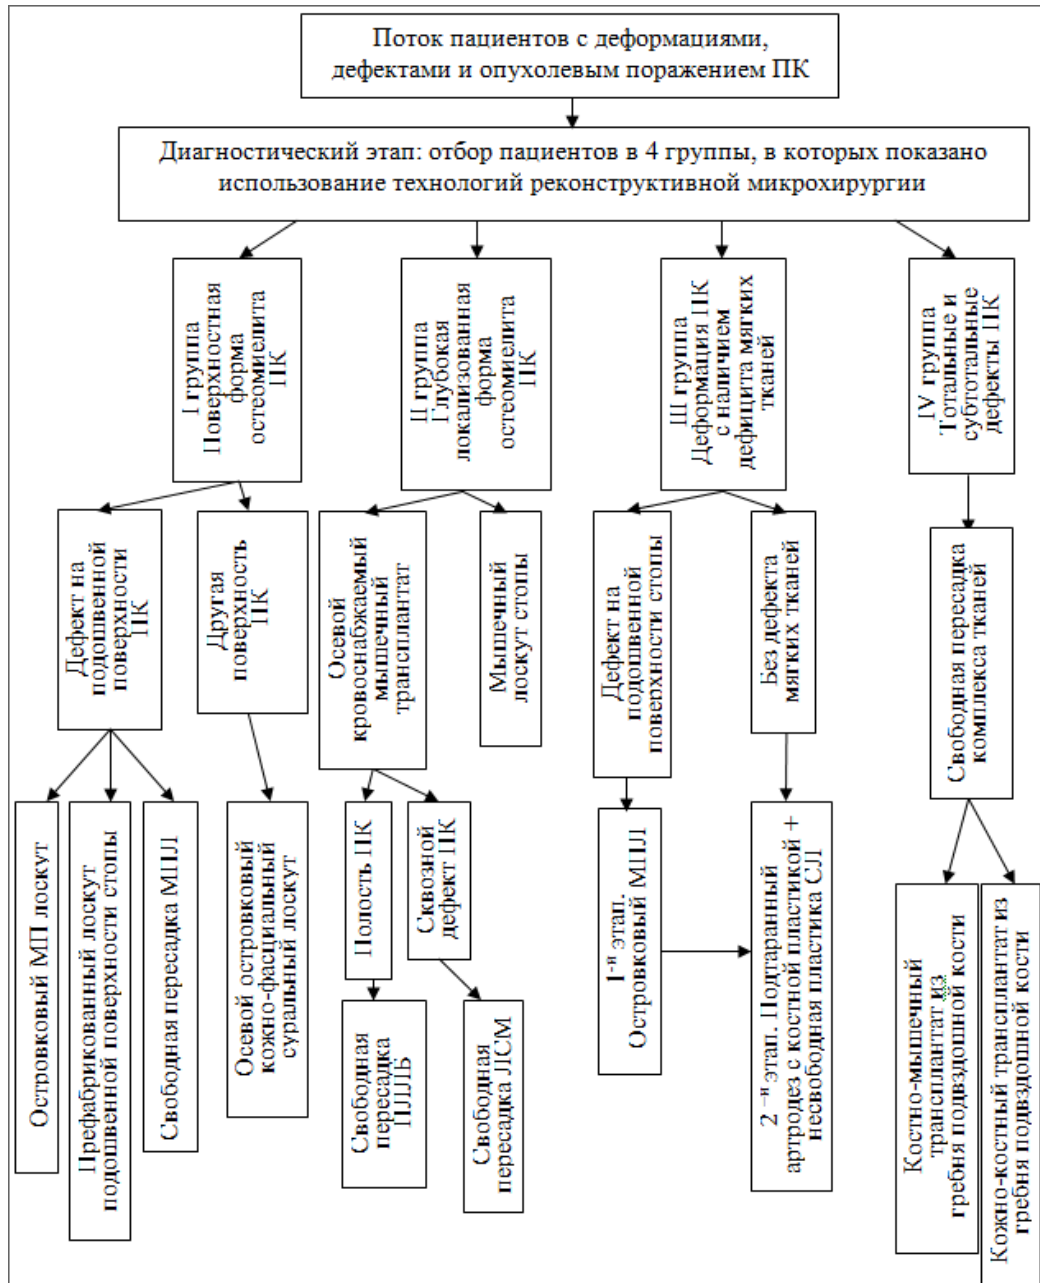 Поток пациентов с деформациями,
дефектами и опухолевым поражением ПК
Диагностический этап: отбор пациентов в 4 группы, в которых показано
использование технологий реконструктивной микрохирургии
I группа
Поверхностная
форма
остеомиелита
ПК
II группа
Глубокая
локализованная
форма
остеомиелита
ПК
III группа
Деформация ПК
с наличием
дефицита мягких
тканей
IV группа
Тотальные и
субтотальные
дефекты ПК
Дефект на
подошвенной
поверхности
ПК
Другая
поверхность
ПК
Осевой
кровоснабжаемый
мышечный
трансплантат
Мышечный
лоскут стопы
Дефект на
подошвенной
поверхности стопы
Без дефекта
мягких тканей
Свободная пересадка
комплекса тканей
Островковый МП лоскут
Префабрикованный лоскут
подошвенной поверхности стопы
Свободная пересадка МПЛ
Осевой островковый
кожно-фасциальный
суральный лоскут
Полость ПК
Сквозной
дефект ПК
Свободная
пересадка
ПЛЛБ
Свободная
пересадка ЛСМ
1-й этап.
Островковый МПЛ
2 –й этап. Подтаранный
артродез с костной пластикой +
несвободная пластика СЛ
Костно-мышечный
трансплантат из
гребня подвздошной кости
Кожно-костный трансплантат из
гребня подвздошной кости